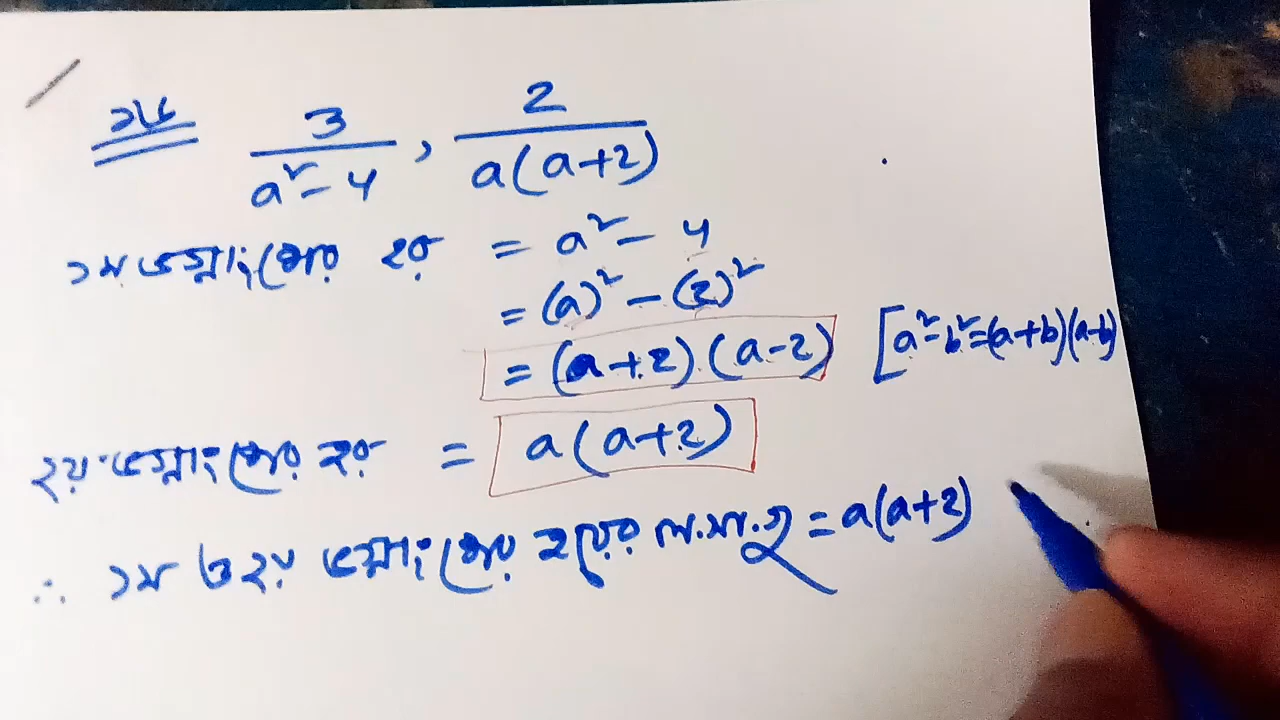 ১৫৫ 3/(a²-4), 2/(a(a+2))
১ম ভগ্নাংশের হর = a² - 4
= (a)² - (2)²
= (a+2)(a-2) [a²-b²=(a+b)(a-b)
২য় ভগ্নাংশের হর = a(a+2)
∴ ১ম ও ২য় ভগ্নাংশের হরের ল.সা.গু = a(a+2)